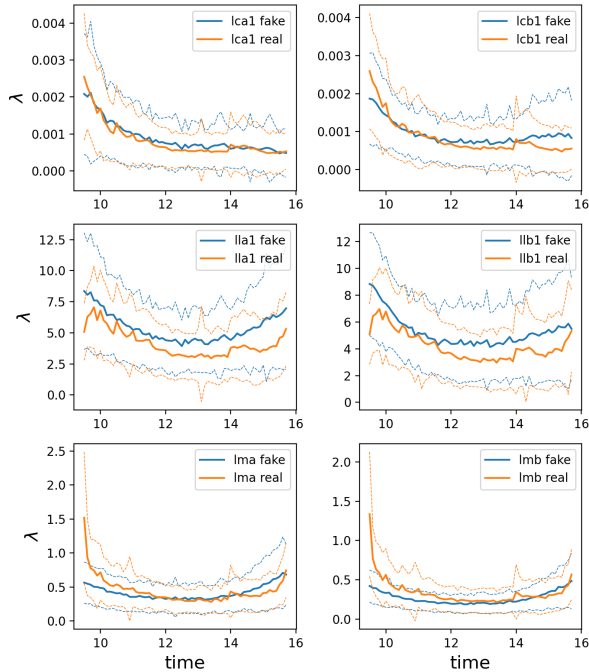 0.004
0.003
0.002
0.001
0.000
λ
10 12 14 16
lca1 fake
lca1 real
0.004
0.003
0.002
0.001
0.000
10 12 14 16
lcb1 fake
lcb1 real
12.5
10.0
7.5
5.0
2.5
0.0
λ
10 12 14 16
lla1 fake
lla1 real
12
10
8
6
4
2
0
10 12 14 16
llb1 fake
llb1 real
2.5
2.0
1.5
1.0
0.5
0.0
λ
10 12 14 16
time
lma fake
lma real
2.0
1.5
1.0
0.5
0.0
10 12 14 16
time
lmb fake
lmb real